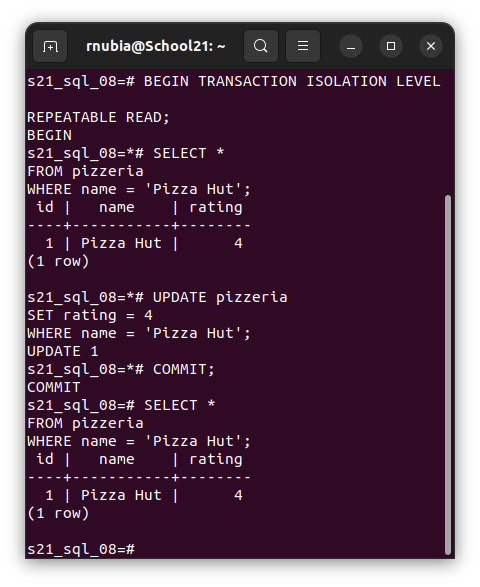 rnubia@School21: ~
s21_sql_08=# BEGIN TRANSACTION ISOLATION LEVEL
REPEATABLE READ;
BEGIN
s21_sql_08=*# SELECT *
FROM pizzeria
WHERE name = 'Pizza Hut';
 id |   name    | rating
----+-----------+--------
  1 | Pizza Hut |      4
(1 row)
s21_sql_08=*# UPDATE pizzeria
SET rating = 4
WHERE name = 'Pizza Hut';
UPDATE 1
s21_sql_08=*# COMMIT;
COMMIT
s21_sql_08=# SELECT *
FROM pizzeria
WHERE name = 'Pizza Hut';
 id |   name    | rating
----+-----------+--------
  1 | Pizza Hut |      4
(1 row)
s21_sql_08=#